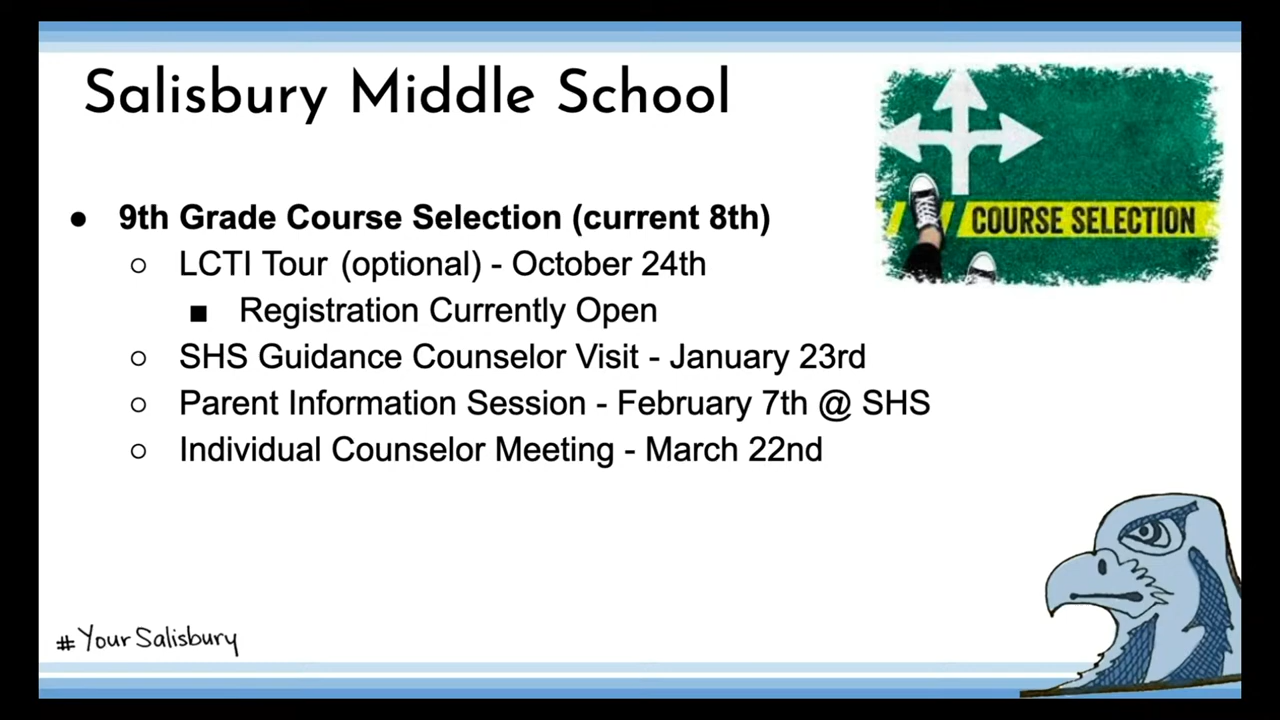 Salisbury Middle School
COURSE SELECTION
● 9th Grade Course Selection (current 8th)
○ LCTI Tour (optional) - October 24th
■ Registration Currently Open
○ SHS Guidance Counselor Visit - January 23rd
○ Parent Information Session - February 7th @ SHS
○ Individual Counselor Meeting - March 22nd
#YourSalisbury